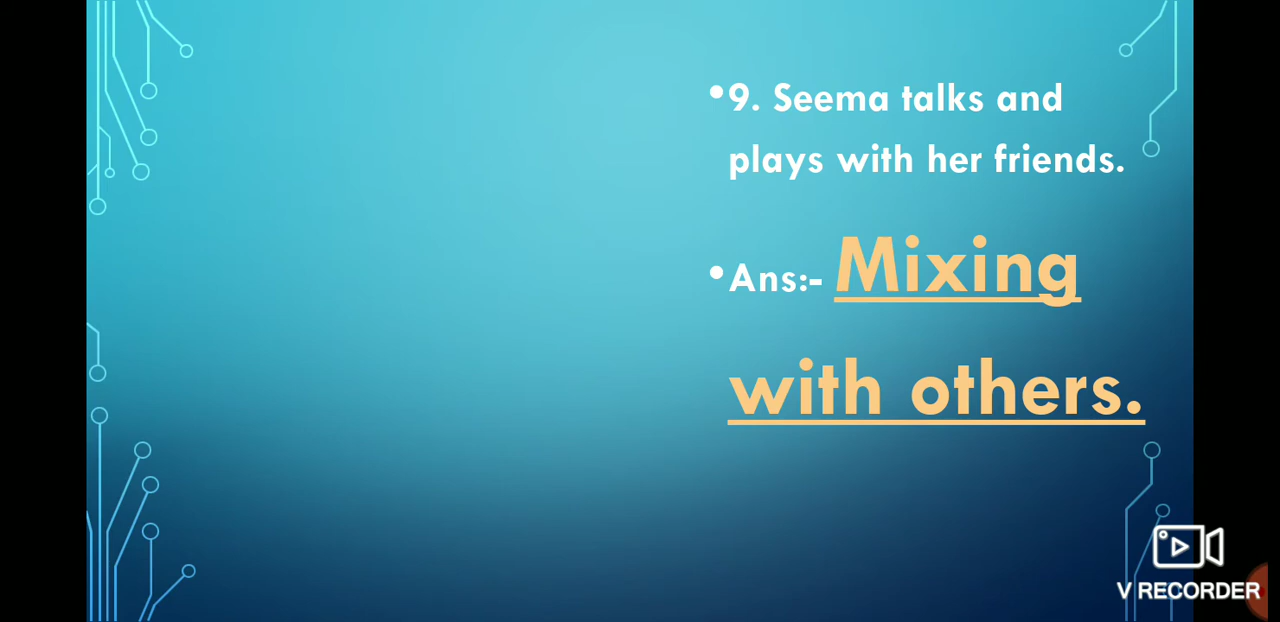 •9. Seema talks and
plays with her friends.
•Ans:- Mixing
with others.
V RECORDER